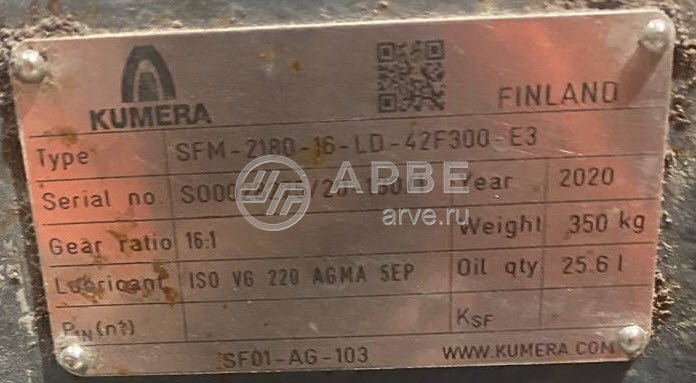 KUMERA
FINLAND
Type SFM-2180-16-LD-42F300-E3
АРВЕ
arve.ru
Serial no. Year 2020
Gear ratio 16:1 Weight 350 kg
Lubricant ISO VG 220 AGMA 5EP Oil qty 25.6 l
P1N(n2) KSF
SF01-AG-103 WWW.KUMERA.COM